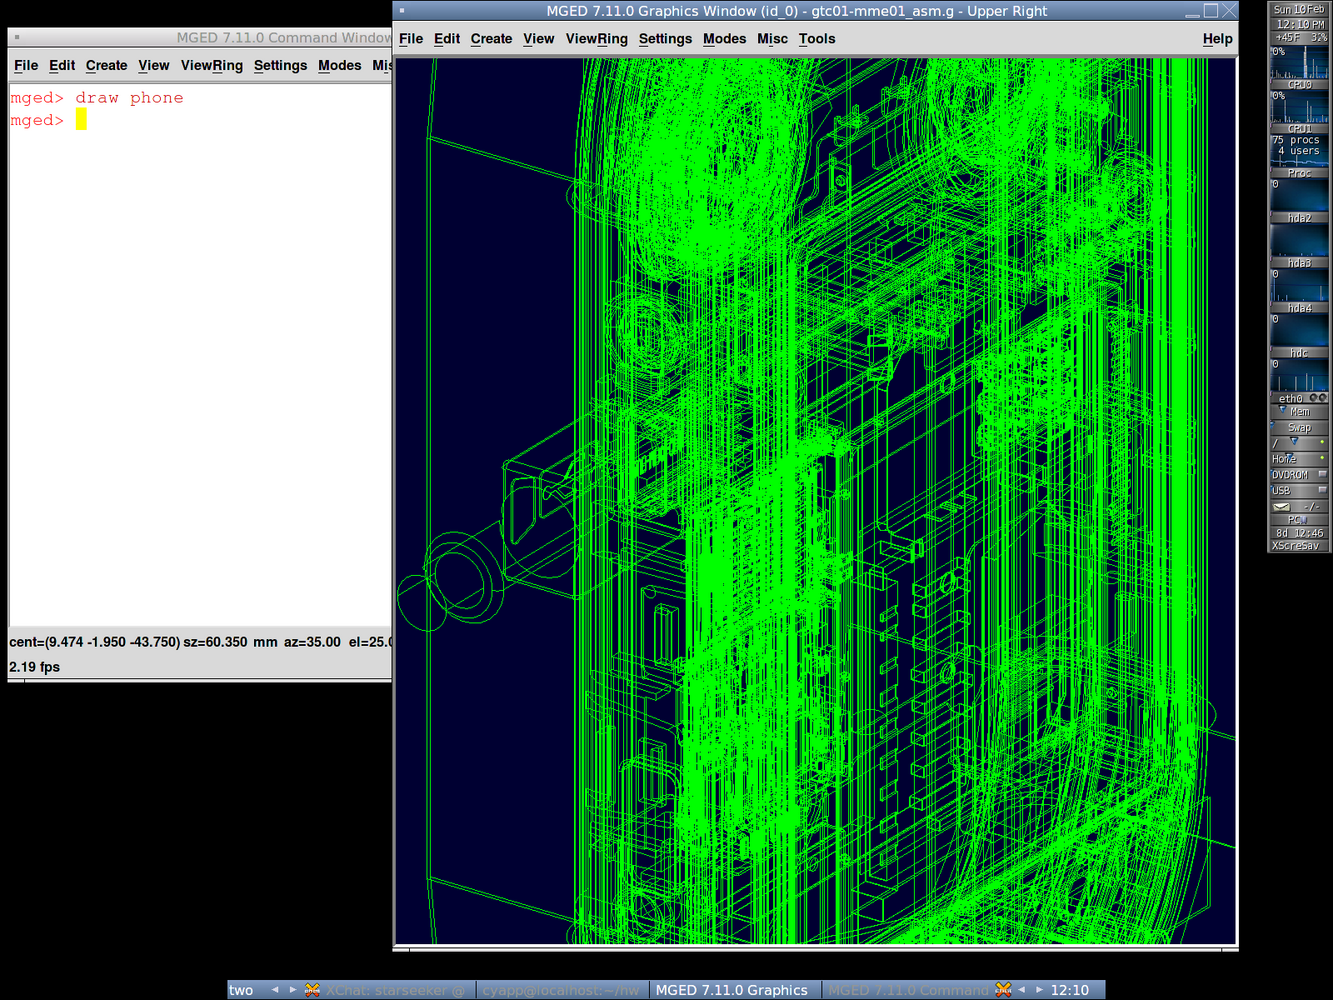 MGED 7.11.0 Graphics Window (id_0) - gtc01-mme01_asm.g - Upper Right
File Edit Create View ViewRing Settings Modes Misc Tools Help
MGED 7.11.0 Command Window
File Edit Create View ViewRing Settings Modes Mis
mged> draw phone
mged>
cent=(9.474 -1.950 -43.750) sz=60.350 mm az=35.00 el=25.0
2.19 fps
Sun 10 Feb
12:10 PM
+45F 32%
0%
CPU0
0%
CPU1
75 procs
4 users
Proc
0
hda2
hda3
0
hda4
0
hdc
0
eth0
Mem
Swap
/
Home
DVDROM
USB
-/-
8d 12:46
XScreSav
two XChat: starseeker @ cyapp@localhost:~/nw MGED 7.11.0 Graphics MGED 7.11.0 Command 12:10